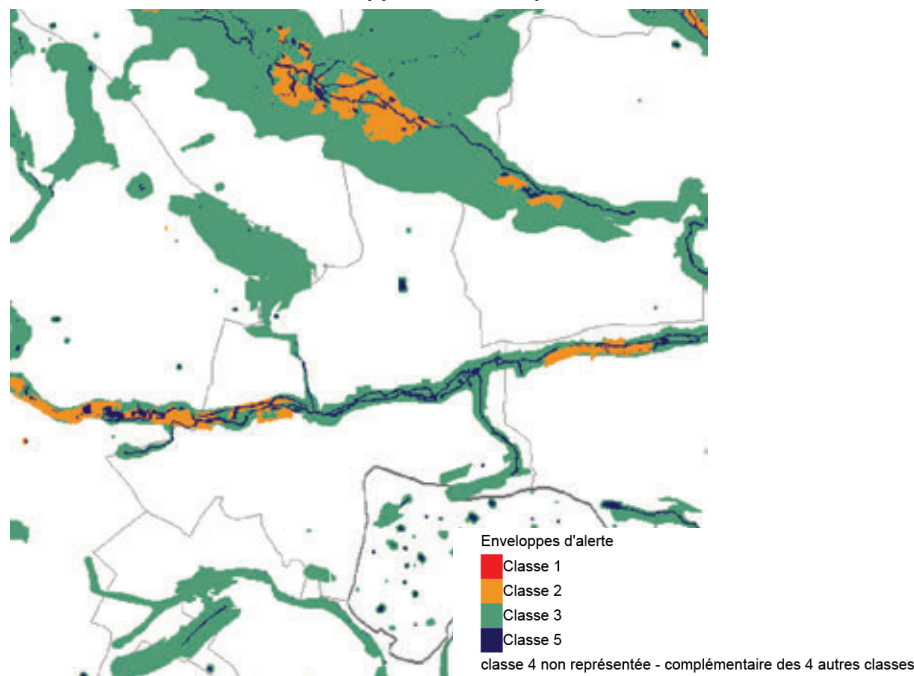 Enveloppes d'alerte
Classe 1
Classe 2
Classe 3
Classe 5
classe 4 non représentée - complémentaire des 4 autres classes